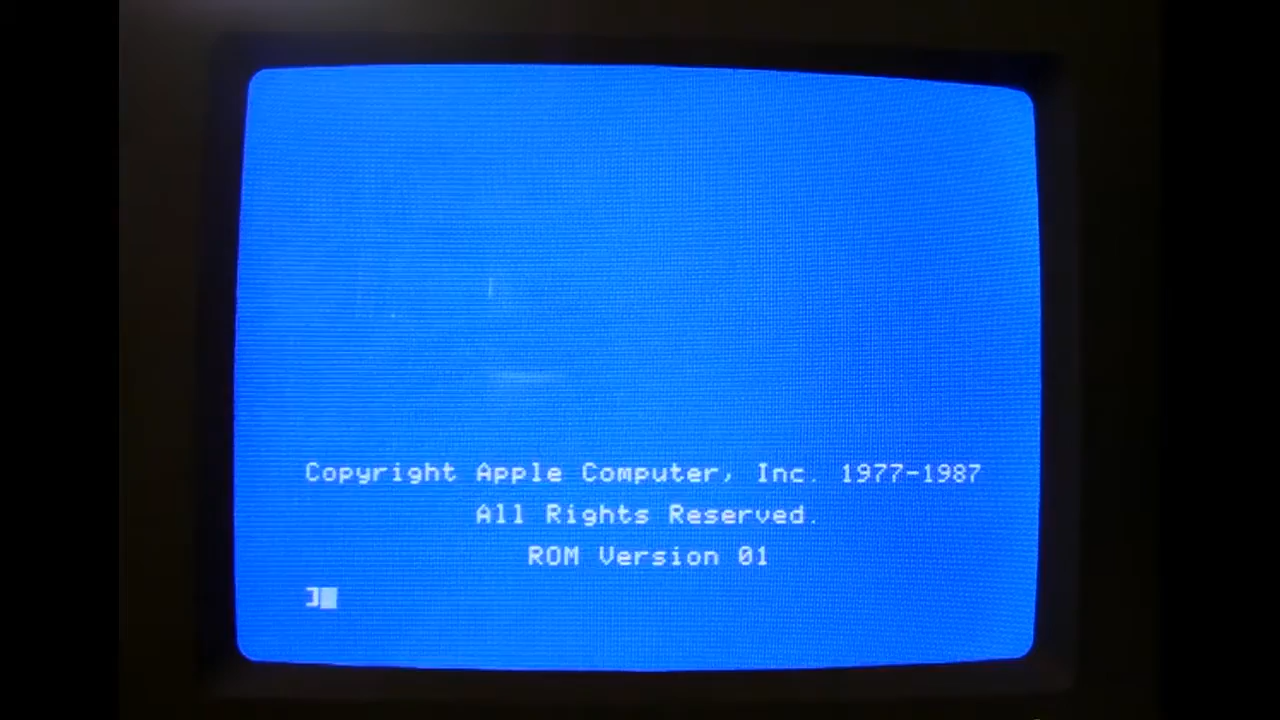 Copyright Apple Computer, Inc. 1977-1987
All Rights Reserved.
ROM Version 01
]